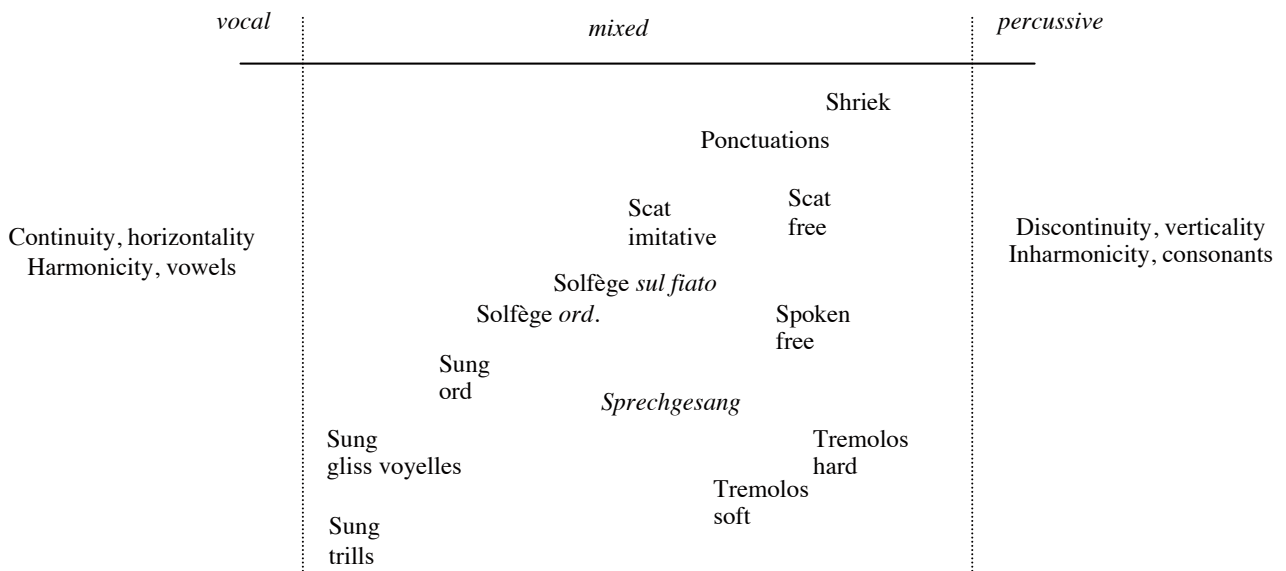 vocal
mixed
percussive
Shriek
Ponctuations
Scat
imitative
Scat
free
Continuity, horizontality
Harmonicity, vowels
Discontinuity, verticality
Inharmonicity, consonants
Solfège sul fiato
Solfège ord.
Spoken
free
Sung
ord
Sprechgesang
Sung
gliss voyelles
Tremolos
hard
Tremolos
soft
Sung
trills